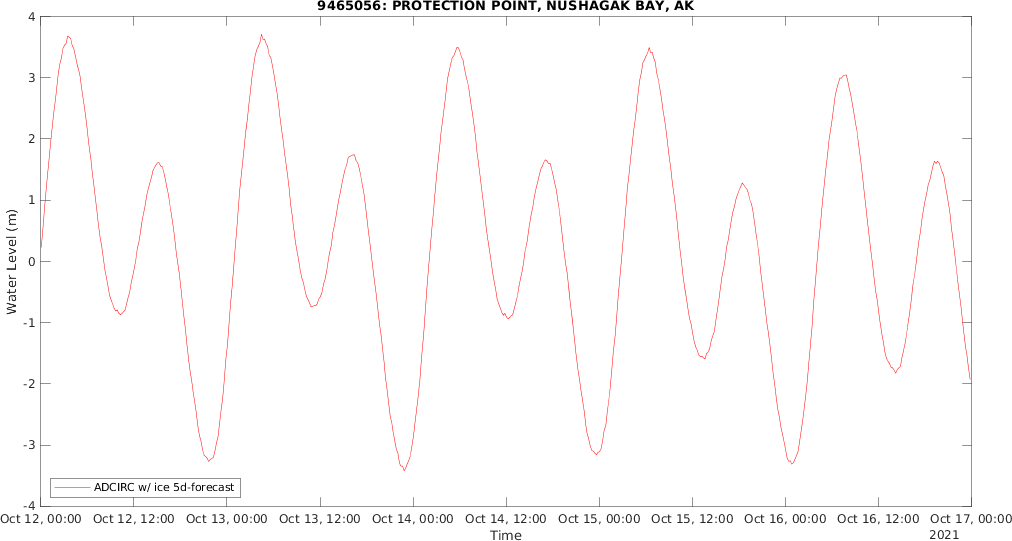 9465056: PROTECTION POINT, NUSHAGAK BAY, AK
4
3
2
1
0
-1
-2
-3
-4
Water Level (m)
ADCIRC w/ ice 5d-forecast
Oct 12, 00:00 Oct 12, 12:00 Oct 13, 00:00 Oct 13, 12:00 Oct 14, 00:00 Oct 14, 12:00 Oct 15, 00:00 Oct 15, 12:00 Oct 16, 00:00 Oct 16, 12:00 Oct 17, 00:00
Time
2021